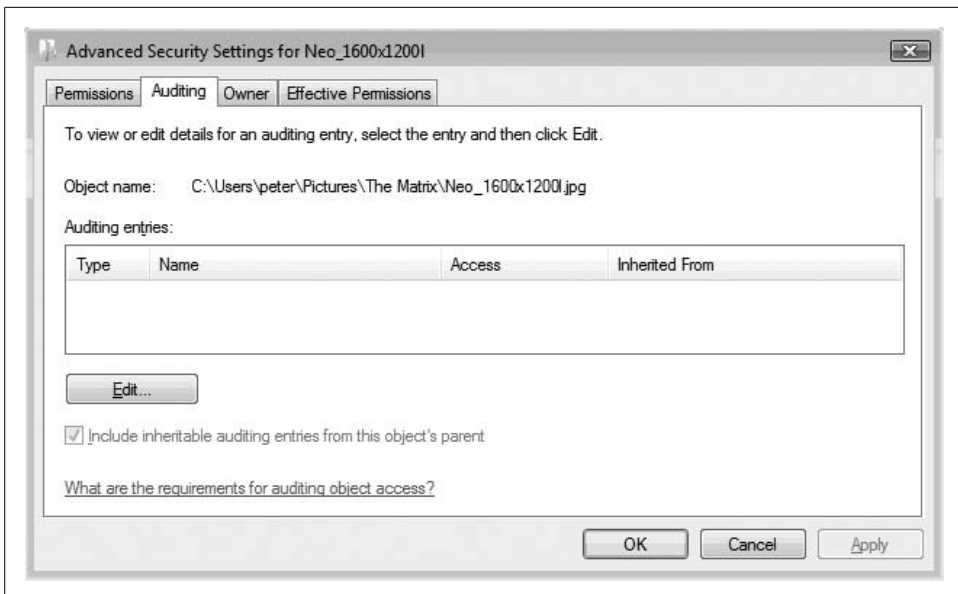 Advanced Security Settings for Neo_1600x1200l
Permissions Auditing Owner Effective Permissions
To view or edit details for an auditing entry, select the entry and then click Edit.
Object name: C:\Users\peter\Pictures\The Matrix\Neo_1600x1200l.jpg
Auditing entries:
Type Name Access Inherited From
Edit...
Include inheritable auditing entries from this object's parent
What are the requirements for auditing object access?
OK Cancel Apply